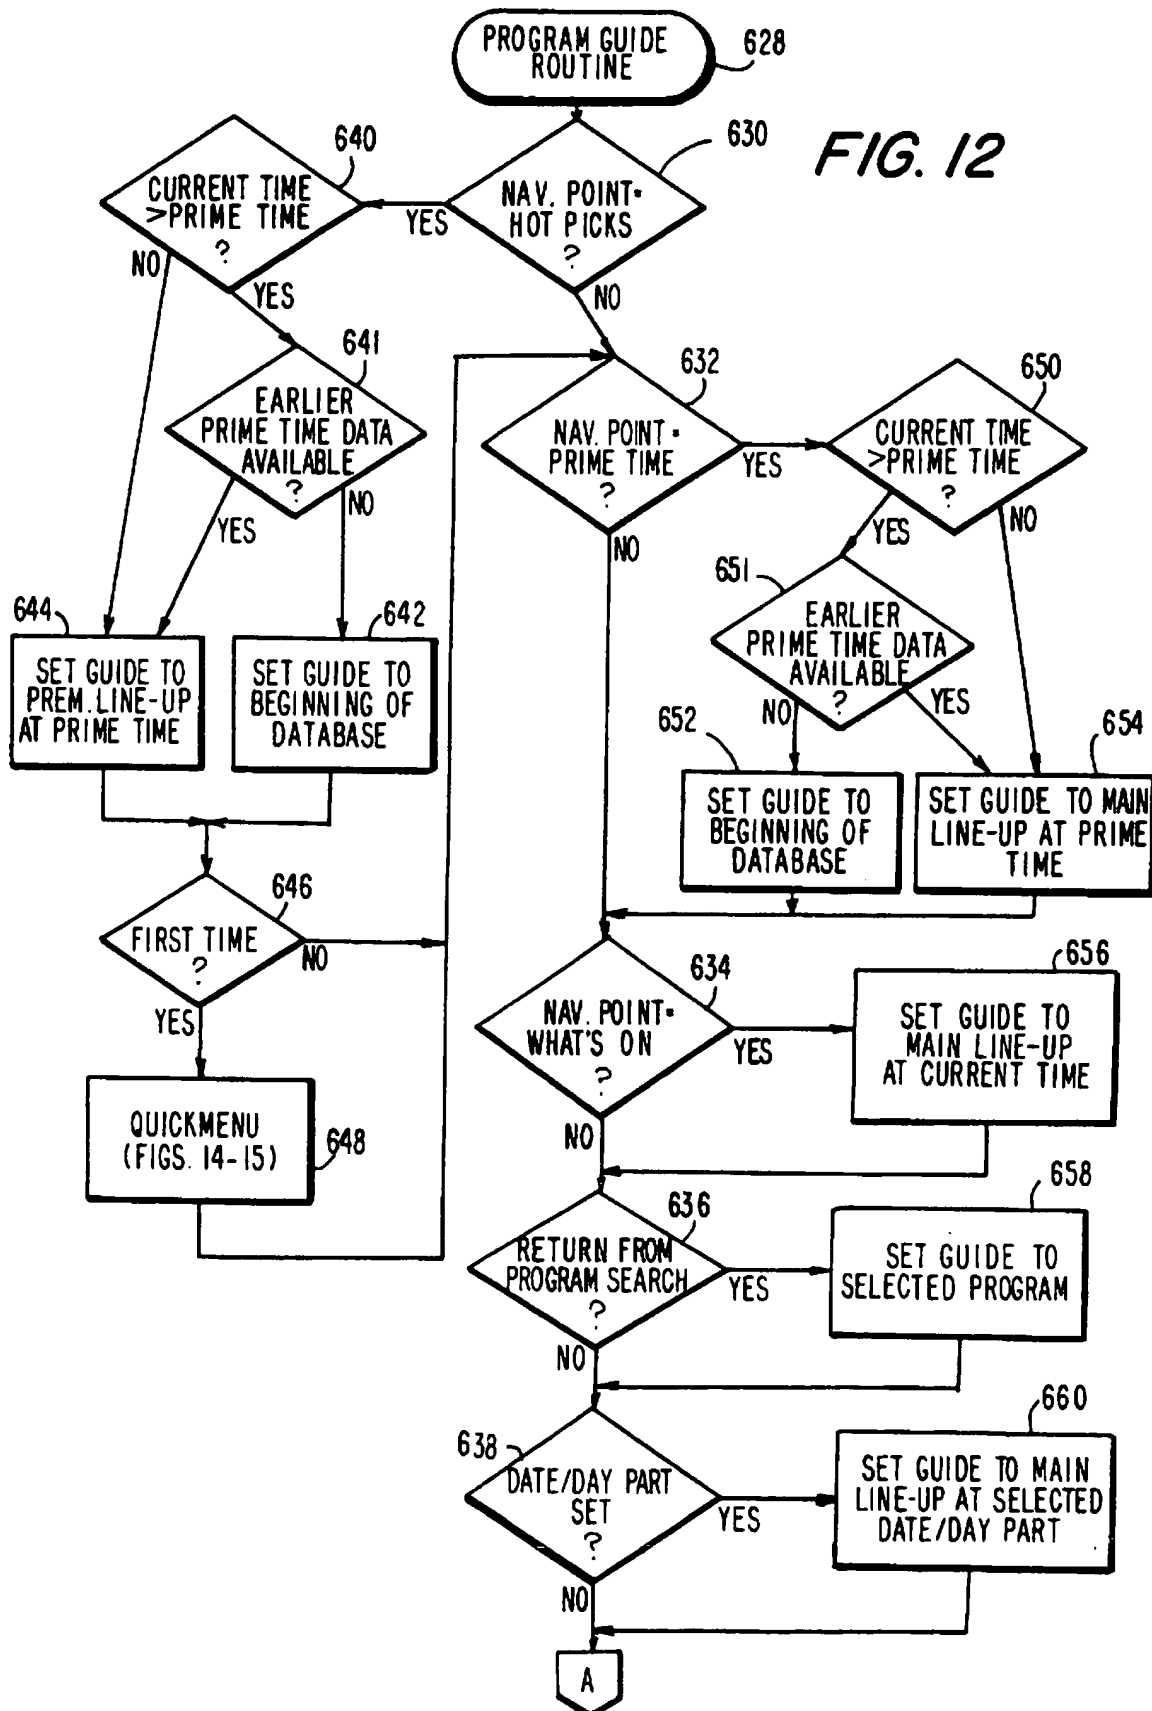 PROGRAM GUIDE
ROUTINE
628
FIG. 12
640
CURRENT TIME
>PRIME TIME
?
630
NAV. POINT=
HOT PICKS
?
YES
NO
YES
NO
641
EARLIER
PRIME TIME DATA
AVAILABLE
?
YES
NO
632
NAV. POINT=
PRIME TIME
?
YES
NO
650
CURRENT TIME
>PRIME TIME
?
YES
NO
651
EARLIER
PRIME TIME DATA
AVAILABLE
?
NO
YES
644
SET GUIDE TO
PREM. LINE-UP
AT PRIME TIME
642
SET GUIDE TO
BEGINNING OF
DATABASE
652
SET GUIDE TO
BEGINNING OF
DATABASE
654
SET GUIDE TO MAIN
LINE-UP AT PRIME
TIME
646
FIRST TIME
?
NO
YES
QUICKMENU
(FIGS. 14-15)
648
634
NAV. POINT=
WHAT'S ON
?
YES
NO
656
SET GUIDE TO
MAIN LINE-UP
AT CURRENT TIME
636
RETURN FROM
PROGRAM SEARCH
?
YES
NO
658
SET GUIDE TO
SELECTED PROGRAM
638
DATE/DAY PART
SET
?
YES
NO
660
SET GUIDE TO MAIN
LINE-UP AT SELECTED
DATE/DAY PART
A